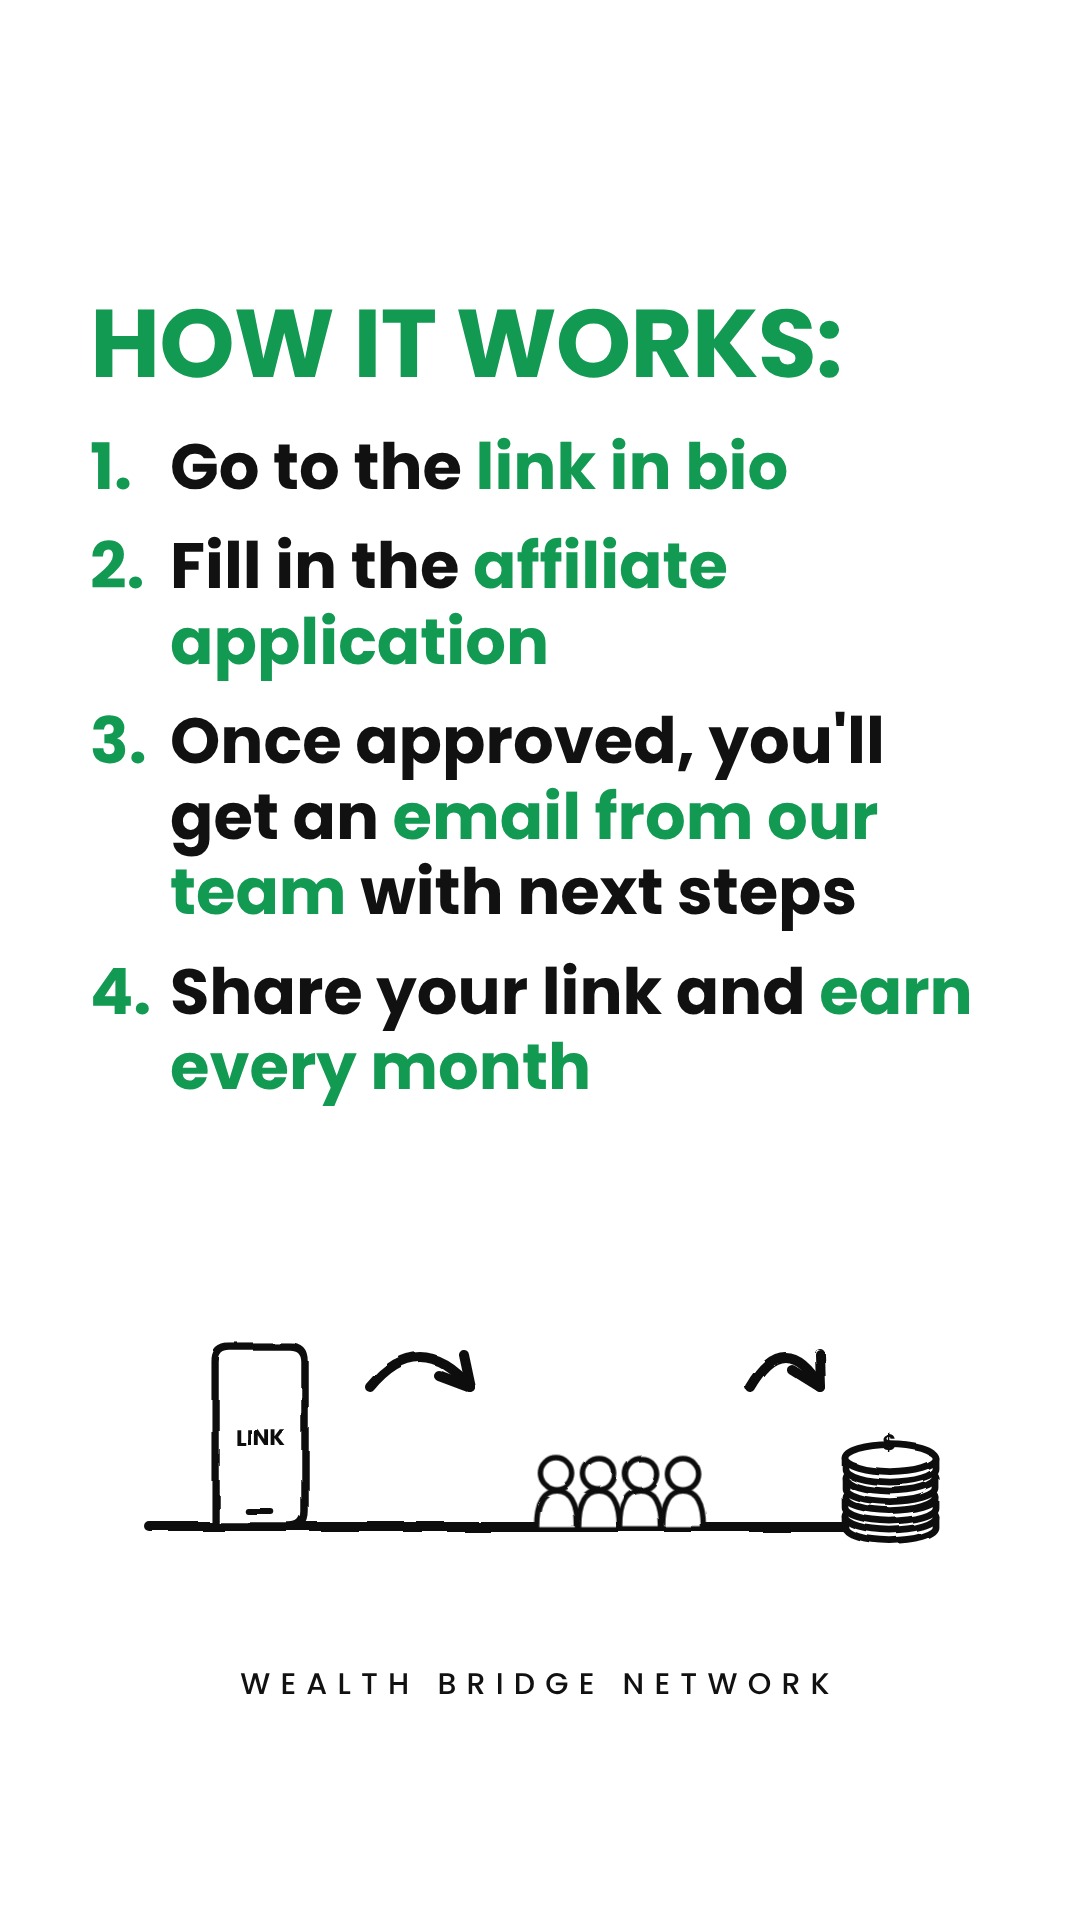 HOW IT WORKS:
1. Go to the link in bio
2. Fill in the affiliate
application
3. Once approved, you'll
get an email from our
team with next steps
4. Share your link and earn
every month
LINK
$
WEALTH BRIDGE NETWORK